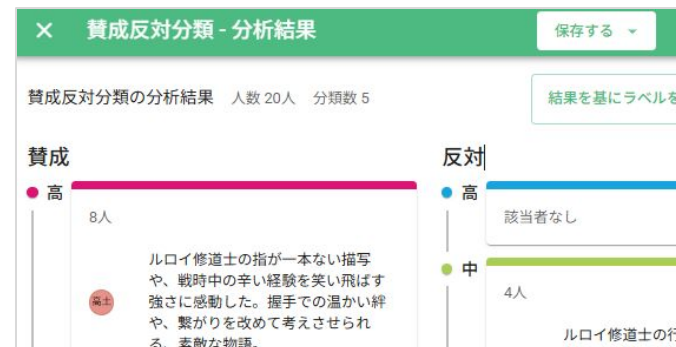 × 賛成反対分類 - 分析結果
保存する
賛成反対分類の分析結果 人数 20人 分類数 5
結果を基にラベルを
賛成
高
8人
高土
ルロイ修道士の指が一本ない描写
や、戦時中の辛い経験を笑い飛ばす
強さに感動した。握手での温かい絆
や、繋がりを改めて考えさせられ
る、素敵な物語。
反対
高
該当者なし
中
4人
ルロイ修道士の行